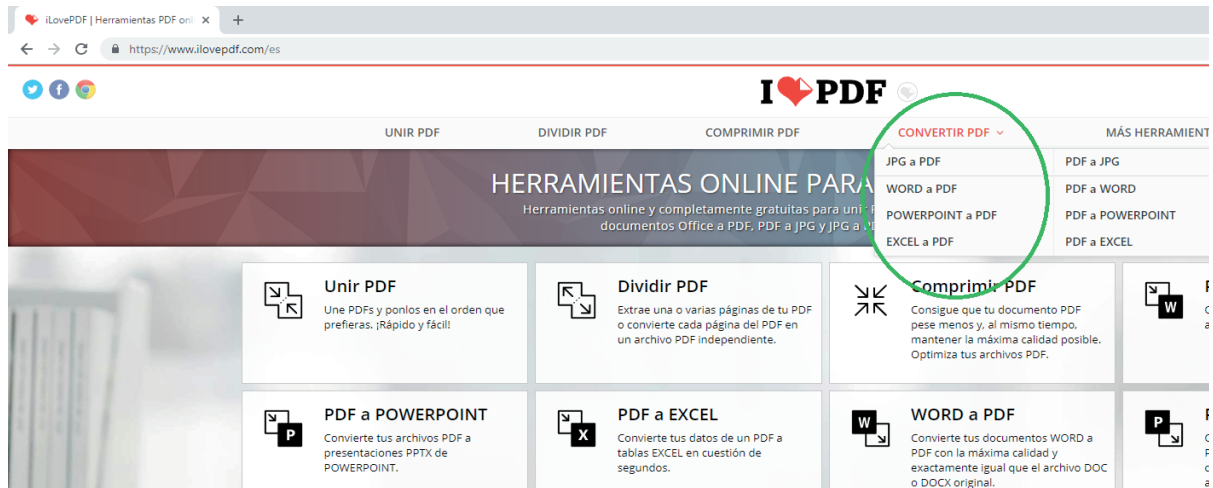 iLovePDF | Herramientas PDF onl
https://www.ilovepdf.com/es
I PDF
UNIR PDF
DIVIDIR PDF
COMPRIMIR PDF
CONVERTIR PDF
MÁS HERRAMIENT
JPG a PDF
PDF a JPG
WORD a PDF
PDF a WORD
POWERPOINT a PDF
PDF a POWERPOINT
EXCEL a PDF
PDF a EXCEL
HERRAMIENTAS ONLINE PARA
Herramientas online y completamente gratuitas para unir
documentos Office a PDF, PDF a JPG y JPG a
Unir PDF
Une PDFs y ponlos en el orden que
prefieras. ¡Rápido y fácil!
Dividir PDF
Extrae una o varias páginas de tu PDF
o convierte cada página del PDF en
un archivo PDF independiente.
Comprimir PDF
Consigue que tu documento PDF
pese menos y, al mismo tiempo,
mantener la máxima calidad posible.
Optimiza tus archivos PDF.
W
P
PDF a POWERPOINT
Convierte tus archivos PDF a
presentaciones PPTX de
POWERPOINT.
X
PDF a EXCEL
Convierte tus datos de un PDF a
tablas EXCEL en cuestión de
segundos.
W
WORD a PDF
Convierte tus documentos WORD a
PDF con la máxima calidad y
exactamente igual que el archivo DOC
o DOCX original.
P